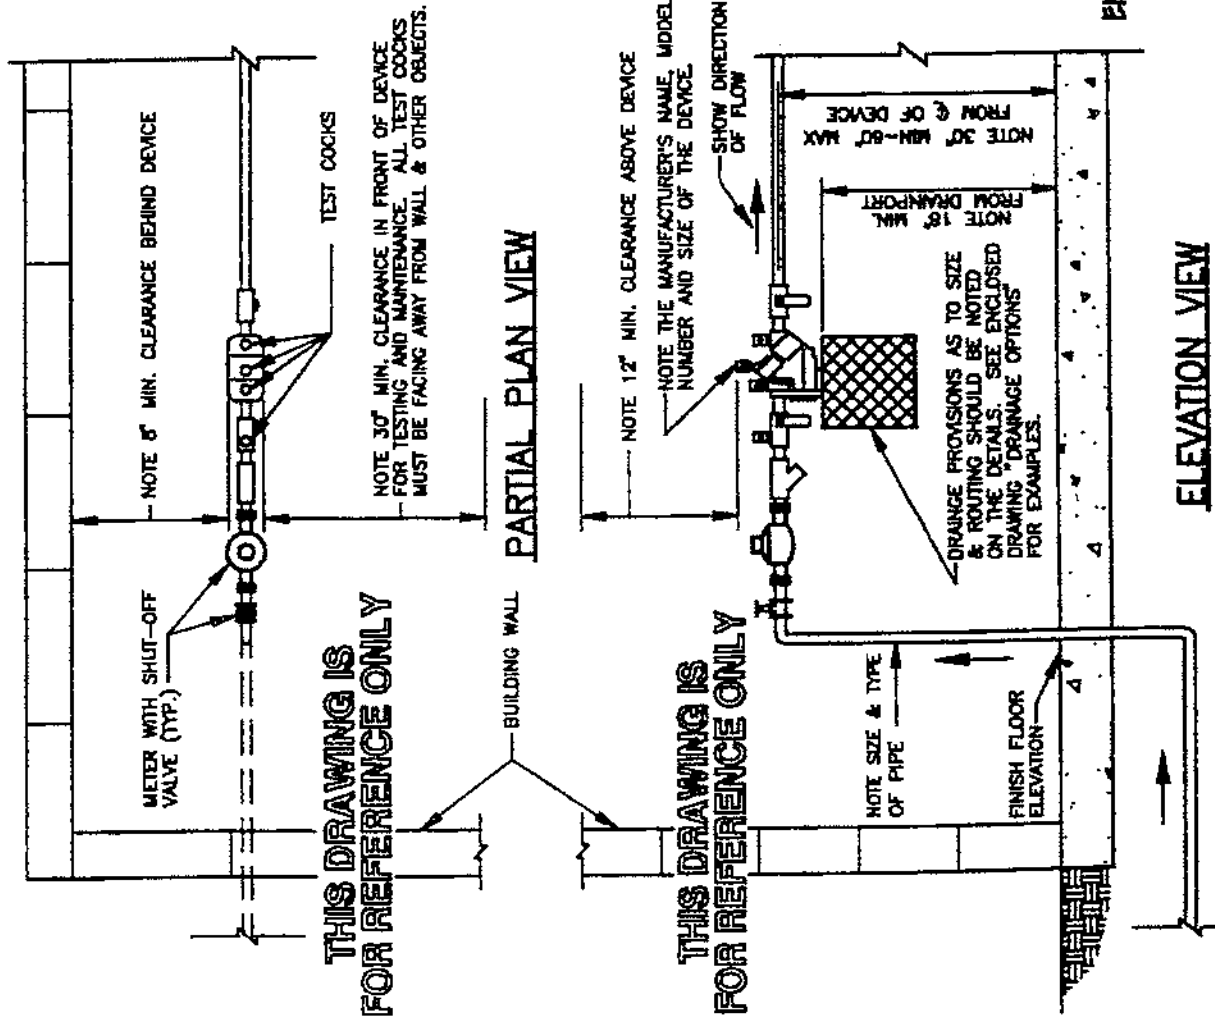 METER WITH SHUT-OFF
VALVE (TYP.)
NOTE 8" MIN. CLEARANCE BEHIND DEVICE
TEST COCKS
NOTE 30" MIN. CLEARANCE IN FRONT OF DEVICE
FOR TESTING AND MAINTENANCE. ALL TEST COCKS
MUST BE FACING AWAY FROM WALL & OTHER OBJECTS.
THIS DRAWING IS
FOR REFERENCE ONLY
BUILDING WALL
PARTIAL PLAN VIEW
NOTE 12" MIN. CLEARANCE ABOVE DEVICE
NOTE THE MANUFACTURER'S NAME, MODEL
NUMBER AND SIZE OF THE DEVICE.
SHOW DIRECTION
OF FLOW
THIS DRAWING IS
FOR REFERENCE ONLY
NOTE SIZE & TYPE
OF PIPE
DRAINGE PROVISIONS AS TO SIZE
& ROUTING SHOULD BE NOTED
ON THE DETAILS. SEE ENCLOSED
DRAWING "DRAINAGE OPTIONS"
FOR EXAMPLES.
NOTE 18" MIN.
FROM DRAINPORT
NOTE 30" MIN-60" MAX
FROM ℄ OF DEVICE
FINISH FLOOR
ELEVATION
ELEVATION VIEW